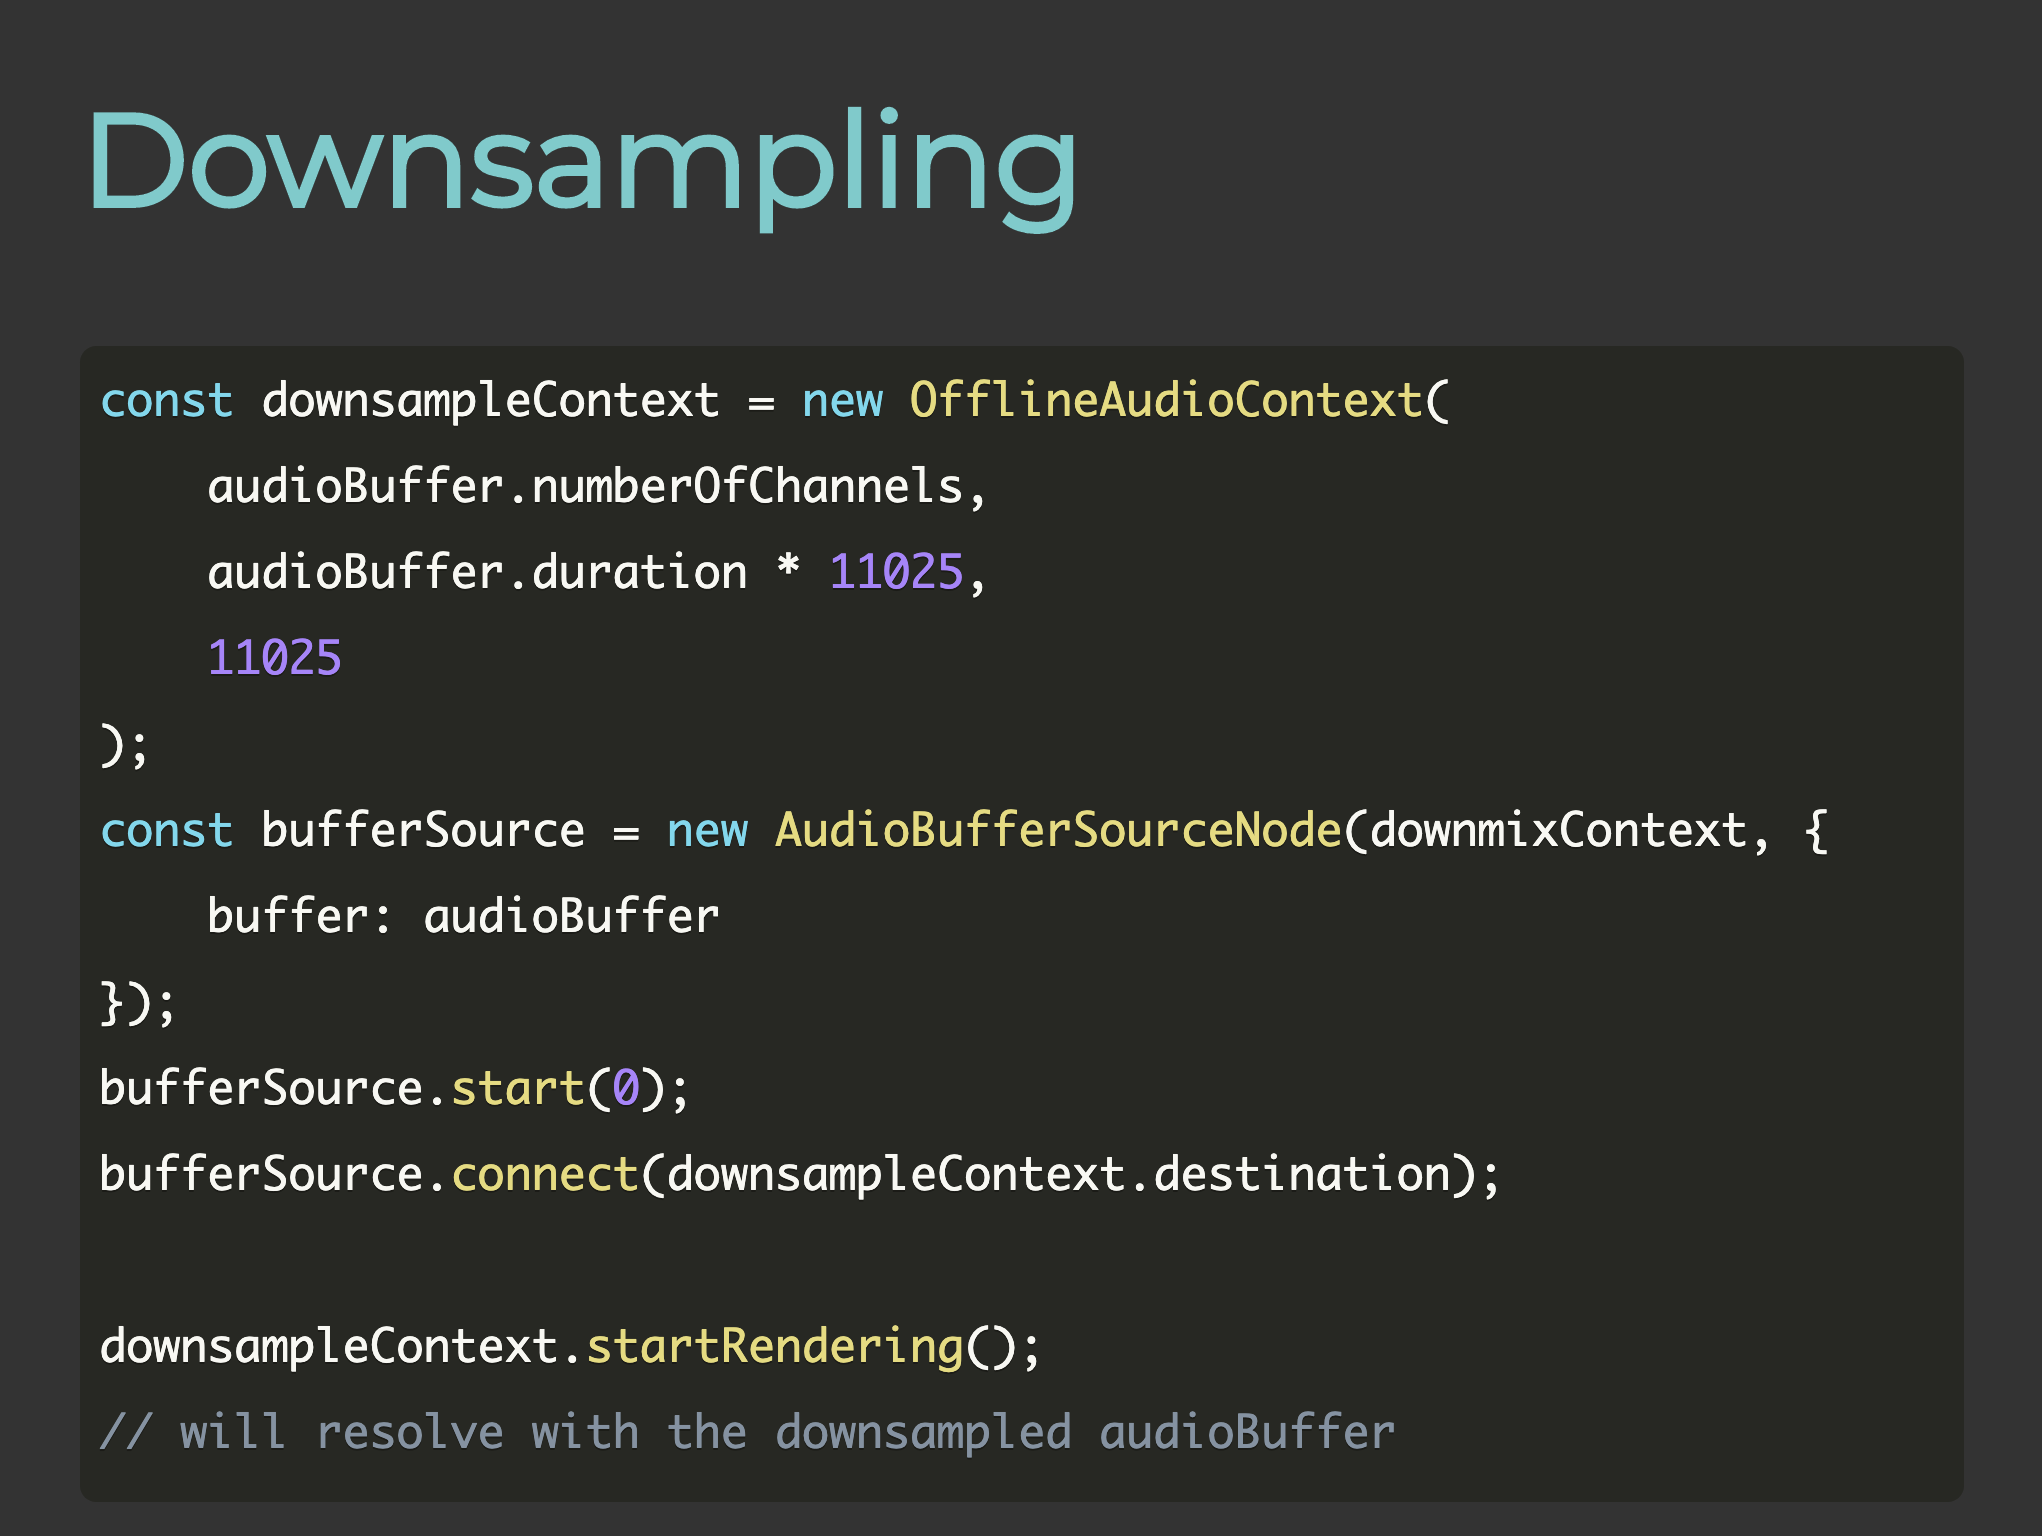 Downsampling
const downsampleContext = new OfflineAudioContext(
    audioBuffer.numberOfChannels,
    audioBuffer.duration * 11025,
    11025
);
const bufferSource = new AudioBufferSourceNode(downmixContext, {
    buffer: audioBuffer
});
bufferSource.start(0);
bufferSource.connect(downsampleContext.destination);
downsampleContext.startRendering();
// will resolve with the downsampled audioBuffer